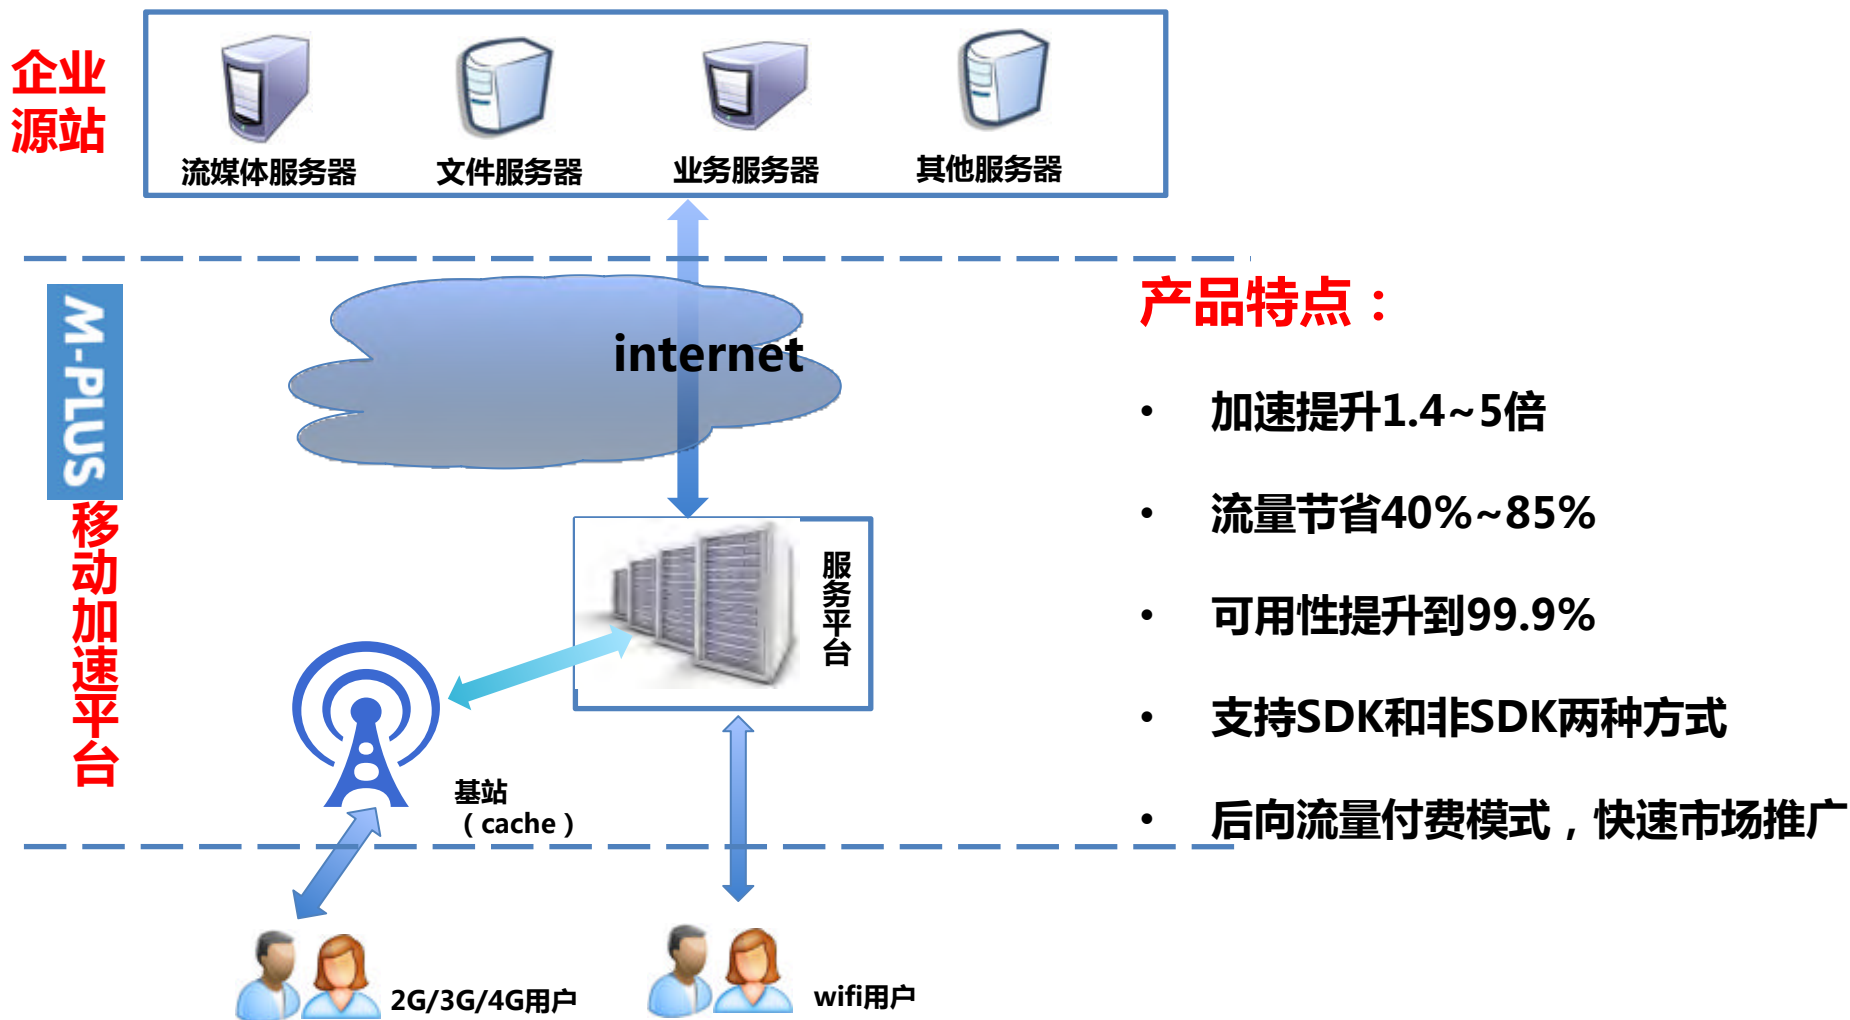 企业
源站
流媒体服务器
文件服务器
业务服务器
其他服务器
M-PLUS
移动加速平台
internet
服务平台
基站
（cache）
2G/3G/4G用户
wifi用户
产品特点：
• 加速提升1.4~5倍
• 流量节省40%~85%
• 可用性提升到99.9%
• 支持SDK和非SDK两种方式
• 后向流量付费模式，快速市场推广